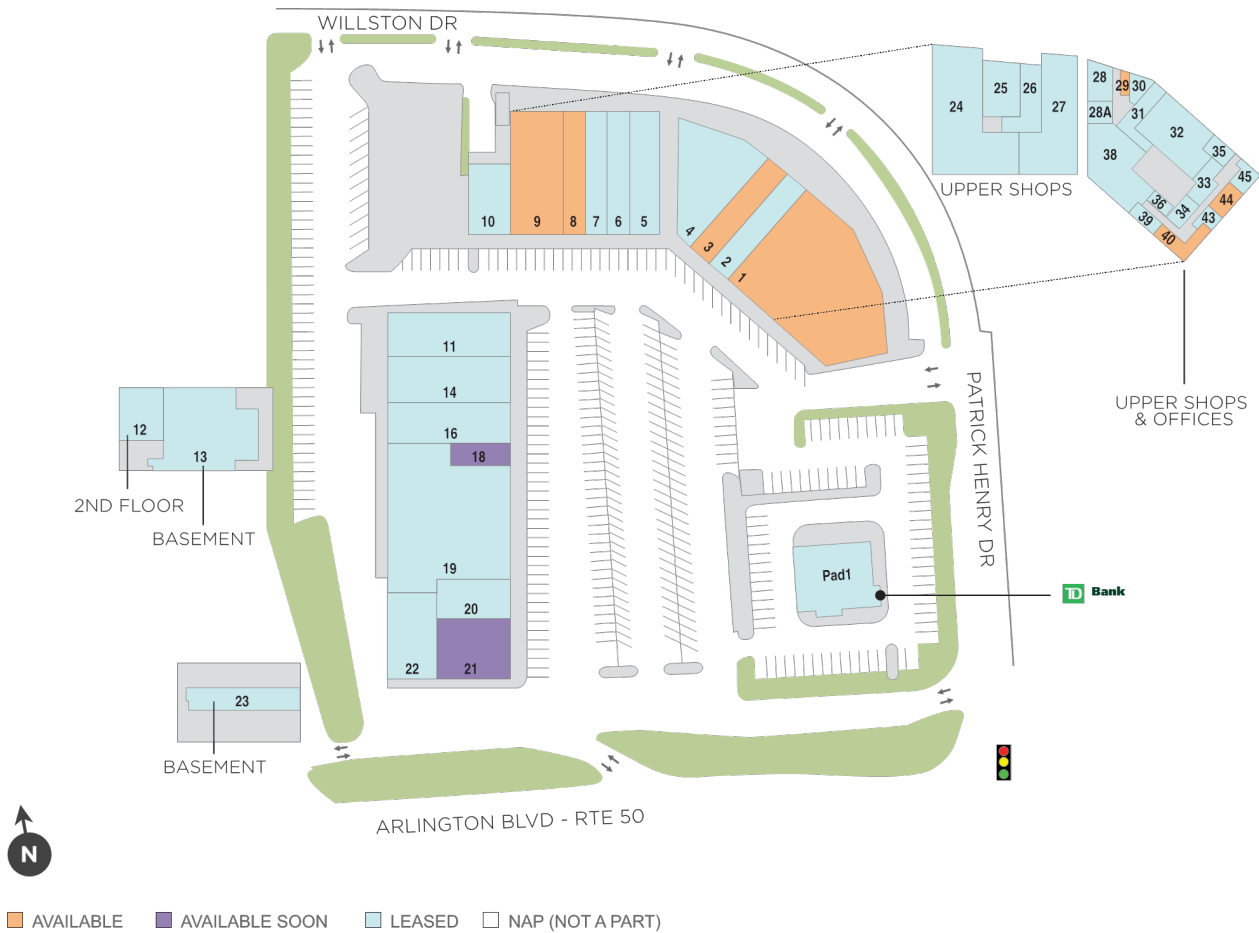 WILLSTON DR
24
25
26
27
UPPER SHOPS
28
29
30
28A
31
32
38
35
33
45
36
34
44
39
43
40
UPPER SHOPS
& OFFICES
10
9
8
7
6
5
4
3
2
1
11
14
16
18
19
20
22
21
12
13
2ND FLOOR
BASEMENT
23
BASEMENT
PATRICK HENRY DR
Pad1
TD Bank
ARLINGTON BLVD - RTE 50
N
AVAILABLE
AVAILABLE SOON
LEASED
NAP (NOT A PART)